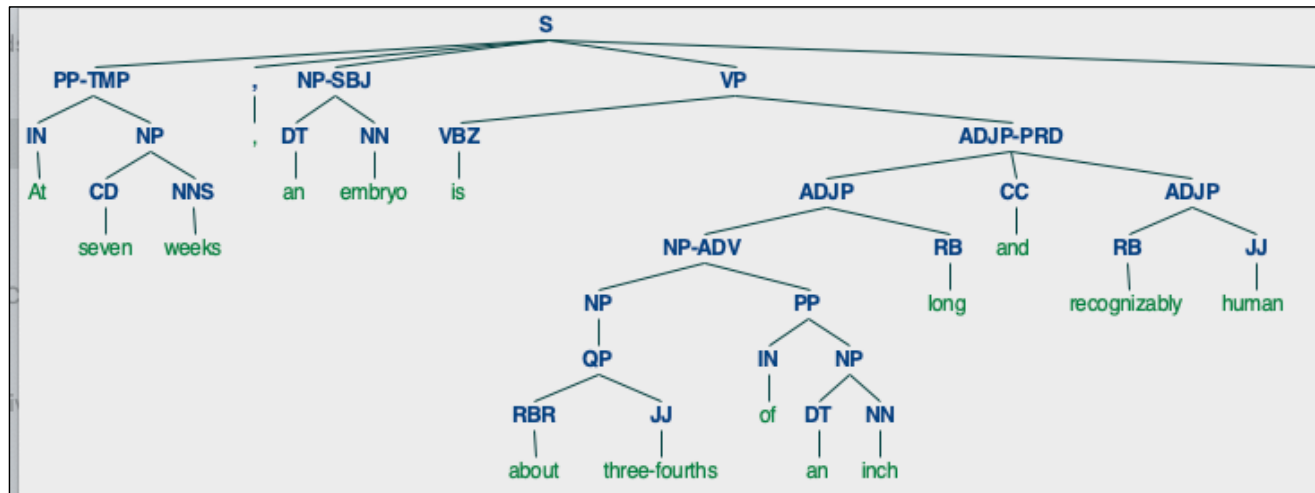 S
PP-TMP , NP-SBJ VP
IN NP , DT NN VBZ ADJP-PRD
At CD NNS an embryo is ADJP CC ADJP
seven weeks NP-ADV RB and RB JJ
NP PP long recognizably human
QP IN NP
RBR JJ of DT NN
about three-fourths an inch